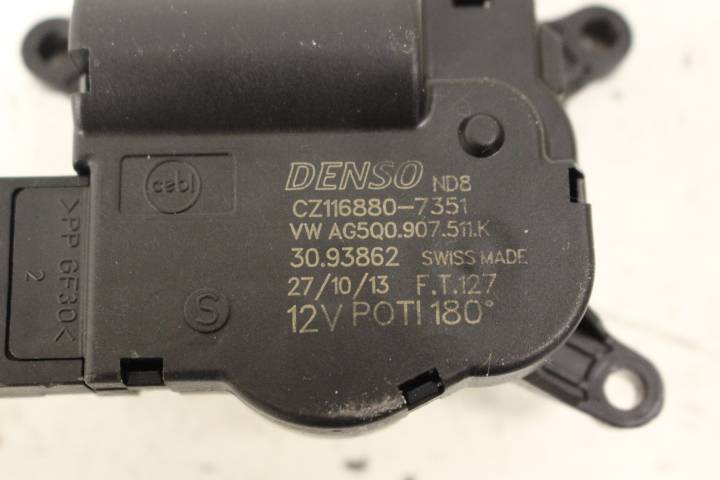 cebi
DENSO ND8
CZ116880-7351
VW AG5Q0.907.511.K
30.93862 SWISS MADE
27/10/13 F.T.127
12V POTI 180°
S
>PP GF30<
2